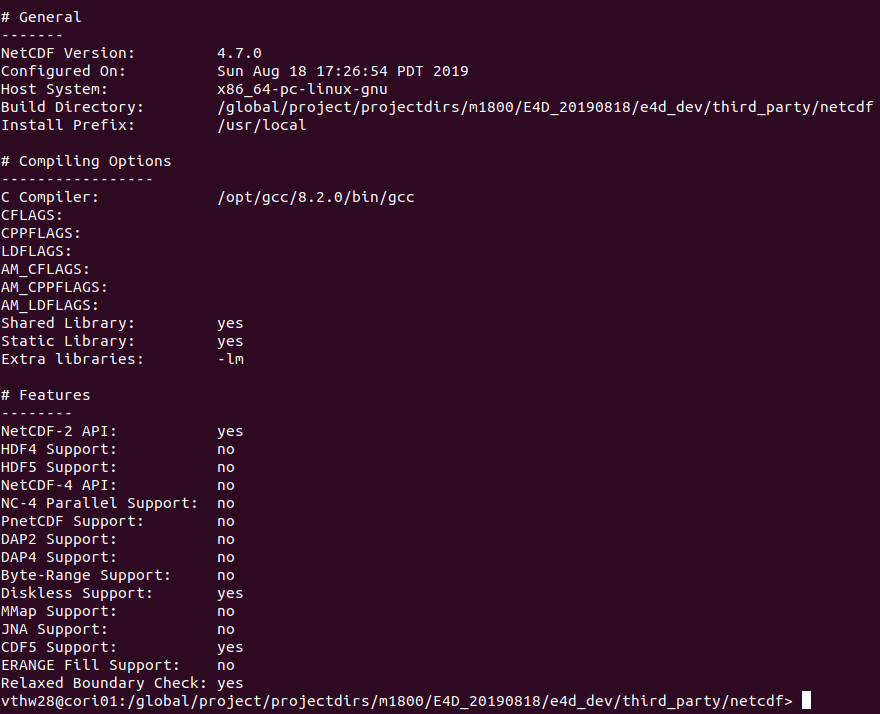 # General
-------
NetCDF Version:         4.7.0
Configured On:          Sun Aug 18 17:26:54 PDT 2019
Host System:            x86_64-pc-linux-gnu
Build Directory:        /global/project/projectdirs/m1800/E4D_20190818/e4d_dev/third_party/netcdf
Install Prefix:         /usr/local
# Compiling Options
-----------------
C Compiler:             /opt/gcc/8.2.0/bin/gcc
CFLAGS:
CPPFLAGS:
LDFLAGS:
AM_CFLAGS:
AM_CPPFLAGS:
AM_LDFLAGS:
Shared Library:         yes
Static Library:         yes
Extra libraries:        -lm
# Features
--------
NetCDF-2 API:           yes
HDF4 Support:           no
HDF5 Support:           no
NetCDF-4 API:           no
NC-4 Parallel Support:  no
PnetCDF Support:        no
DAP2 Support:           no
DAP4 Support:           no
Byte-Range Support:     no
Diskless Support:       yes
MMap Support:           no
JNA Support:            no
CDF5 Support:           yes
ERANGE Fill Support:    no
Relaxed Boundary Check: yes
vthw28@cori01:/global/project/projectdirs/m1800/E4D_20190818/e4d_dev/third_party/netcdf>